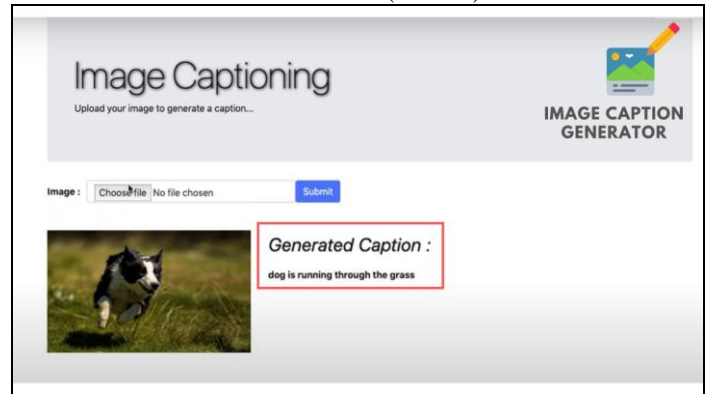 Image Captioning
Upload your image to generate a caption...
IMAGE CAPTION
GENERATOR
Image : Choose file No file chosen Submit
Generated Caption :
dog is running through the grass